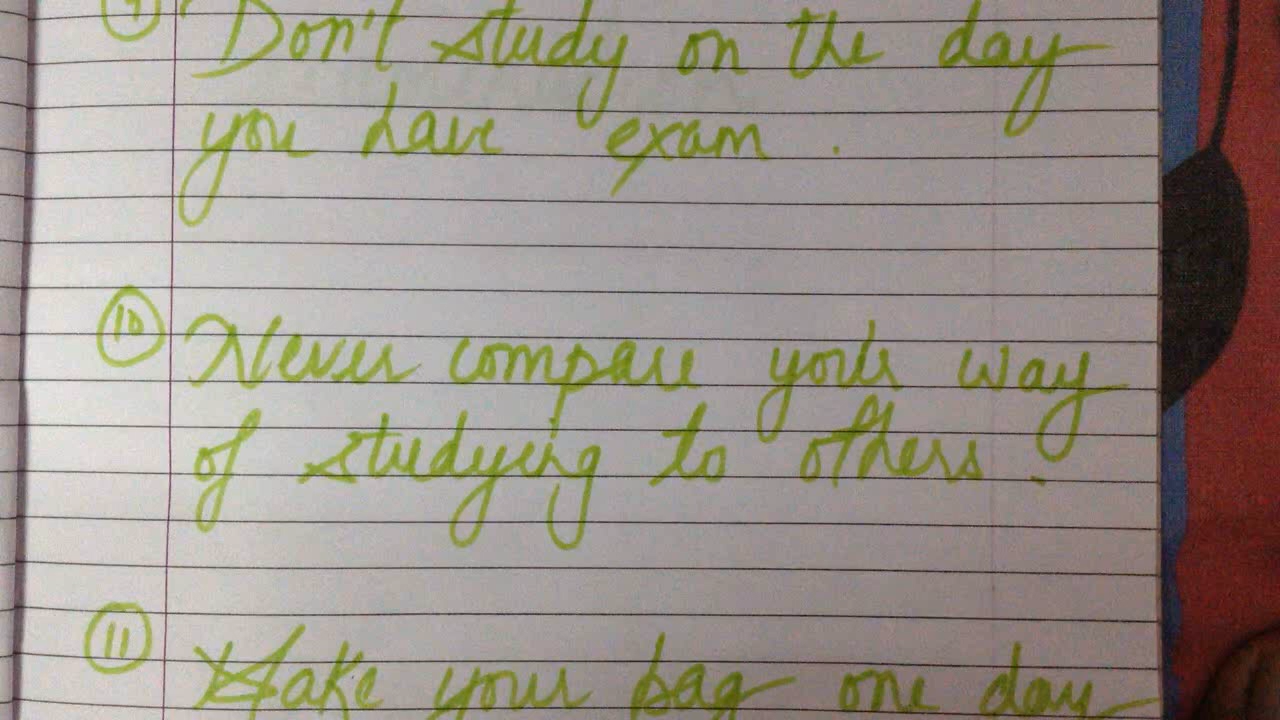 Don't study on the day
you have exam .
10 Never compare your way
of studying to others .
11 Make your bag one day